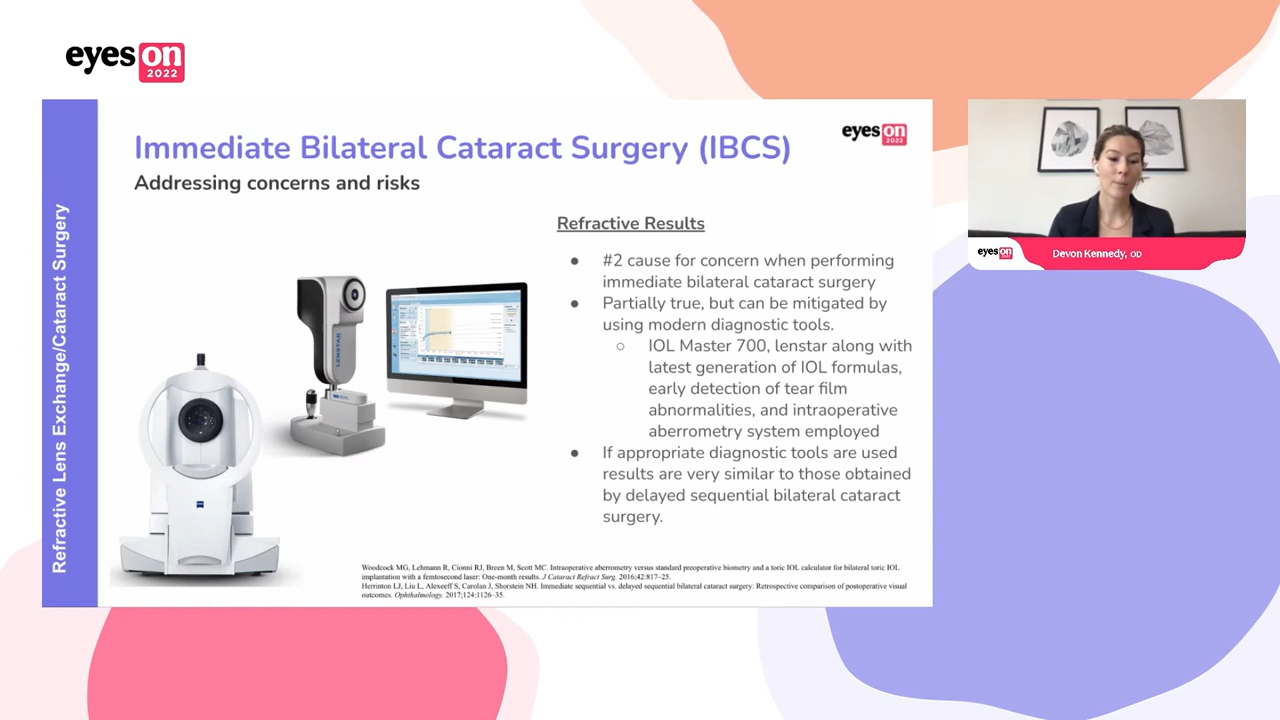 eyes on
2022
Immediate Bilateral Cataract Surgery (IBCS)
eyes on
2022
Addressing concerns and risks
Refractive Lens Exchange/Cataract Surgery
Refractive Results
● #2 cause for concern when performing
immediate bilateral cataract surgery
● Partially true, but can be mitigated by
using modern diagnostic tools.
○ IOL Master 700, lenstar along with
latest generation of IOL formulas,
early detection of tear film
abnormalities, and intraoperative
aberrometry system employed
● If appropriate diagnostic tools are used
results are very similar to those obtained
by delayed sequential bilateral cataract
surgery.
LENSTAR
Woodcock MG, Lehmann R, Cionni RJ, Breen M, Scott MC. Intraoperative aberrometry versus standard preoperative biometry and a toric IOL calculator for bilateral toric IOL
implantation with a femtosecond laser: One-month results. J Cataract Refract Surg. 2016;42:817–25.
Herrinton LJ, Liu L, Alexeeff S, Carolan J, Shorstein NH. Immediate sequential vs. delayed sequential bilateral cataract surgery: Retrospective comparison of postoperative visual
outcomes. Ophthalmology. 2017;124:1126–35.
eyes on
2022
Devon Kennedy, OD